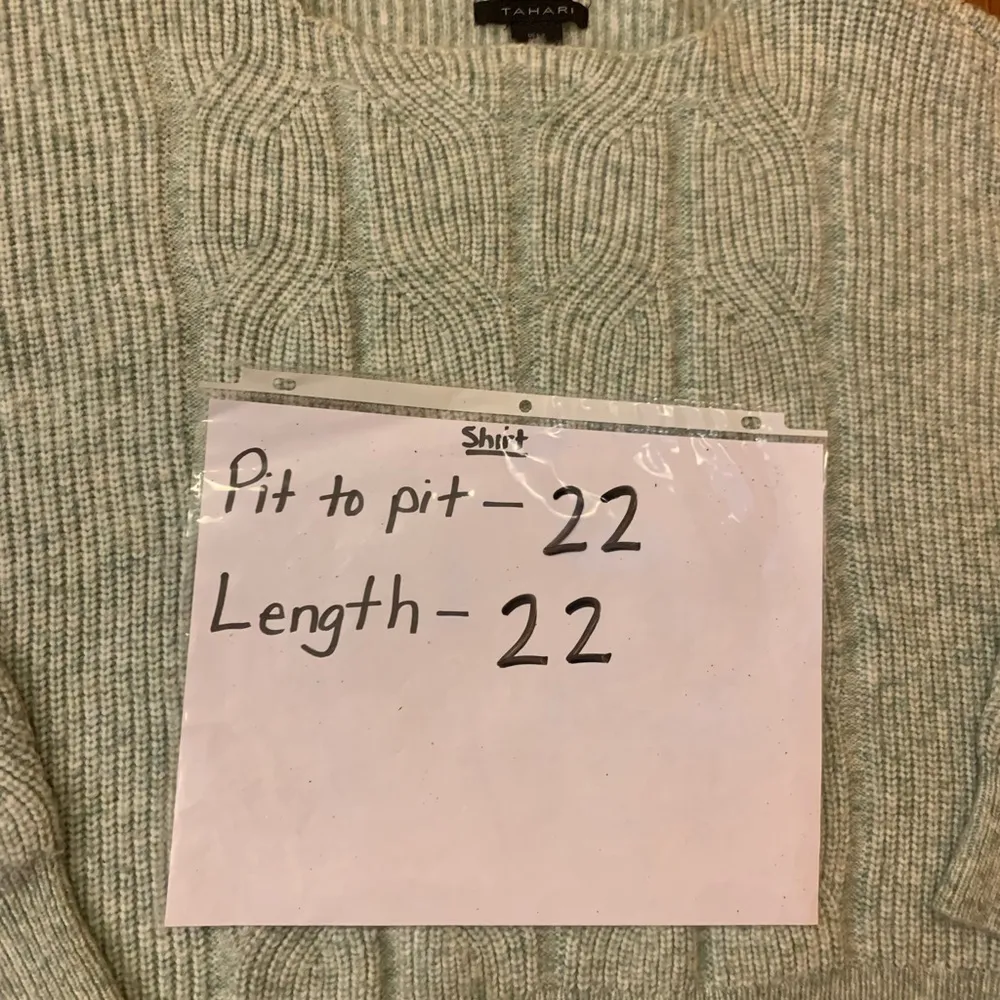 TAHARI
Shirt
Pit to pit - 22
Length - 22